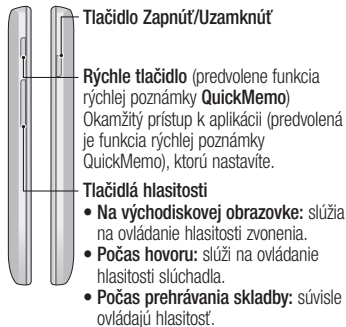 Tlačidlo Zapnúť/Uzamknúť
Rýchle tlačidlo (predvolene funkcia
rýchlej poznámky QuickMemo)
Okamžitý prístup k aplikácii (predvolená
je funkcia rýchlej poznámky
QuickMemo), ktorú nastavíte.
Tlačidlá hlasitosti
• Na východiskovej obrazovke: slúžia
na ovládanie hlasitosti zvonenia.
• Počas hovoru: slúži na ovládanie
hlasitosti slúchadla.
• Počas prehrávania skladby: súvisle
ovládajú hlasitosť.